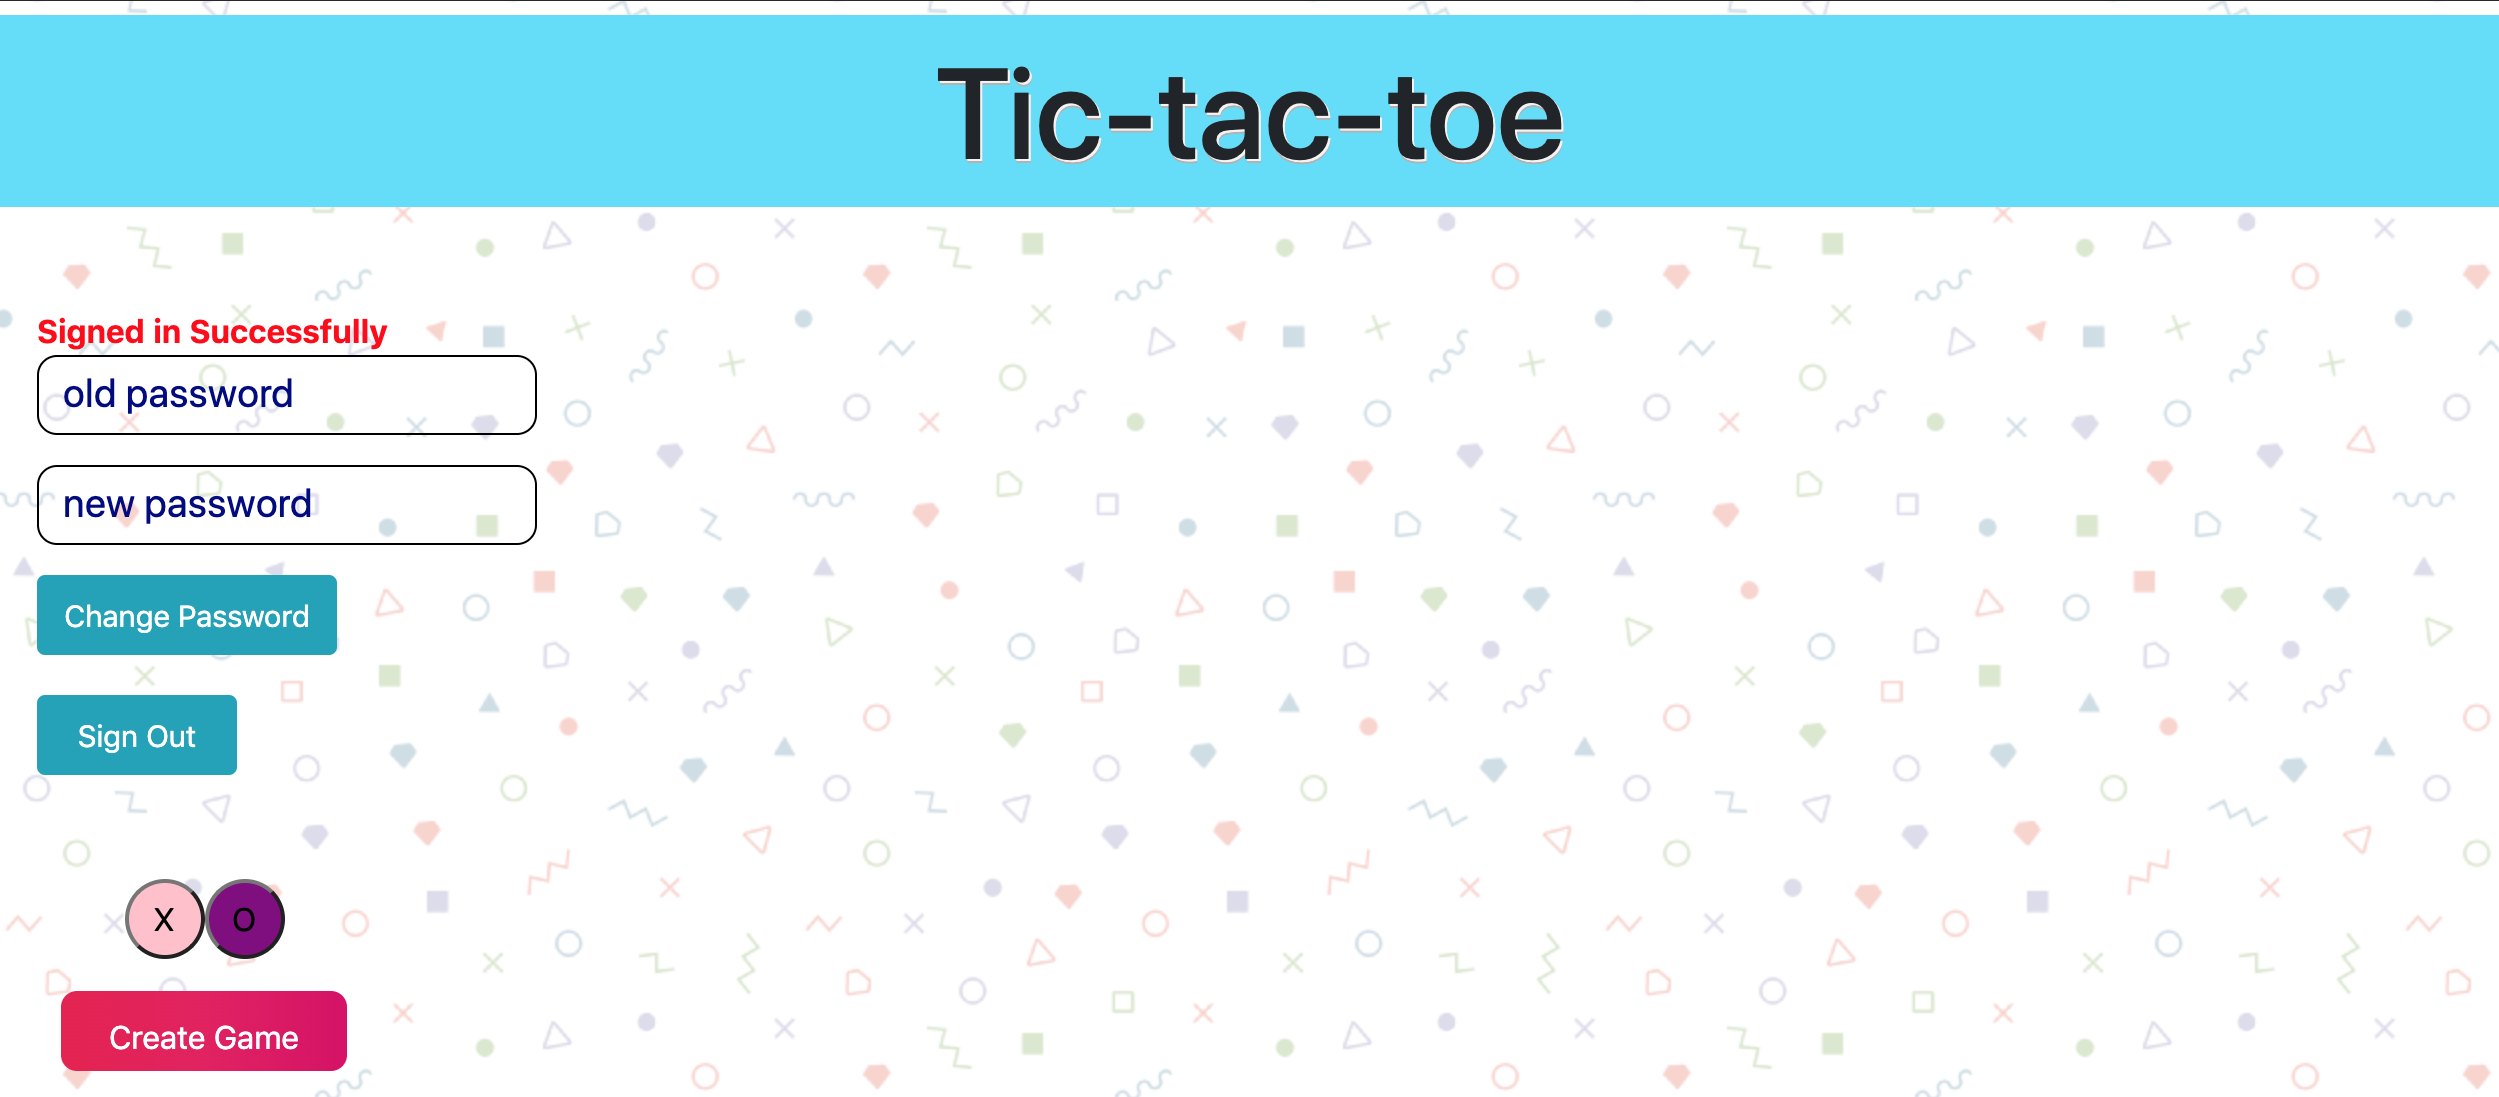 Tic-tac-toe
Signed in Successfully
old password
new password
Change Password
Sign Out
X O
Create Game